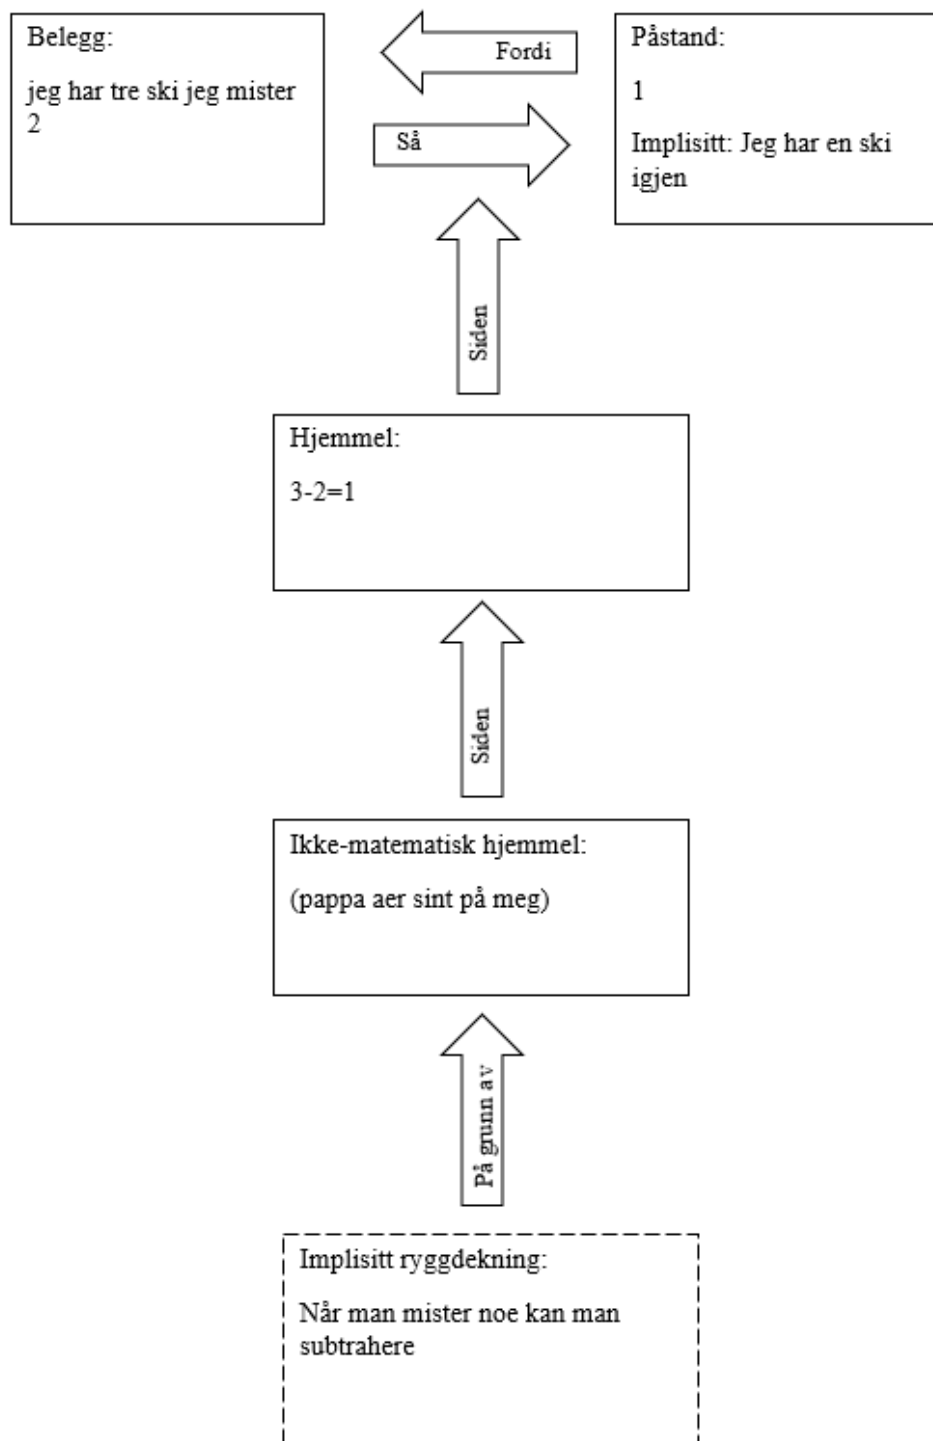 Belegg:
jeg har tre ski jeg mister
2
Fordi
Så
Påstand:
1
Implisitt: Jeg har en ski
igjen
Siden
Hjemmel:
3-2=1
Siden
Ikke-matematisk hjemmel:
(pappa aer sint på meg)
På grunn av
Implisitt ryggdekning:
Når man mister noe kan man
subtrahere